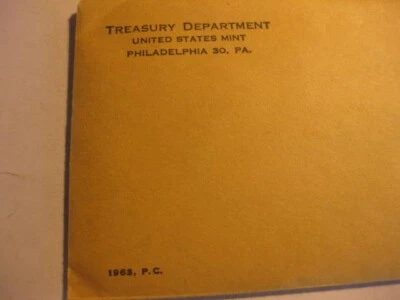 TREASURY DEPARTMENT
UNITED STATES MINT
PHILADELPHIA 30, PA.
1963, P.C.